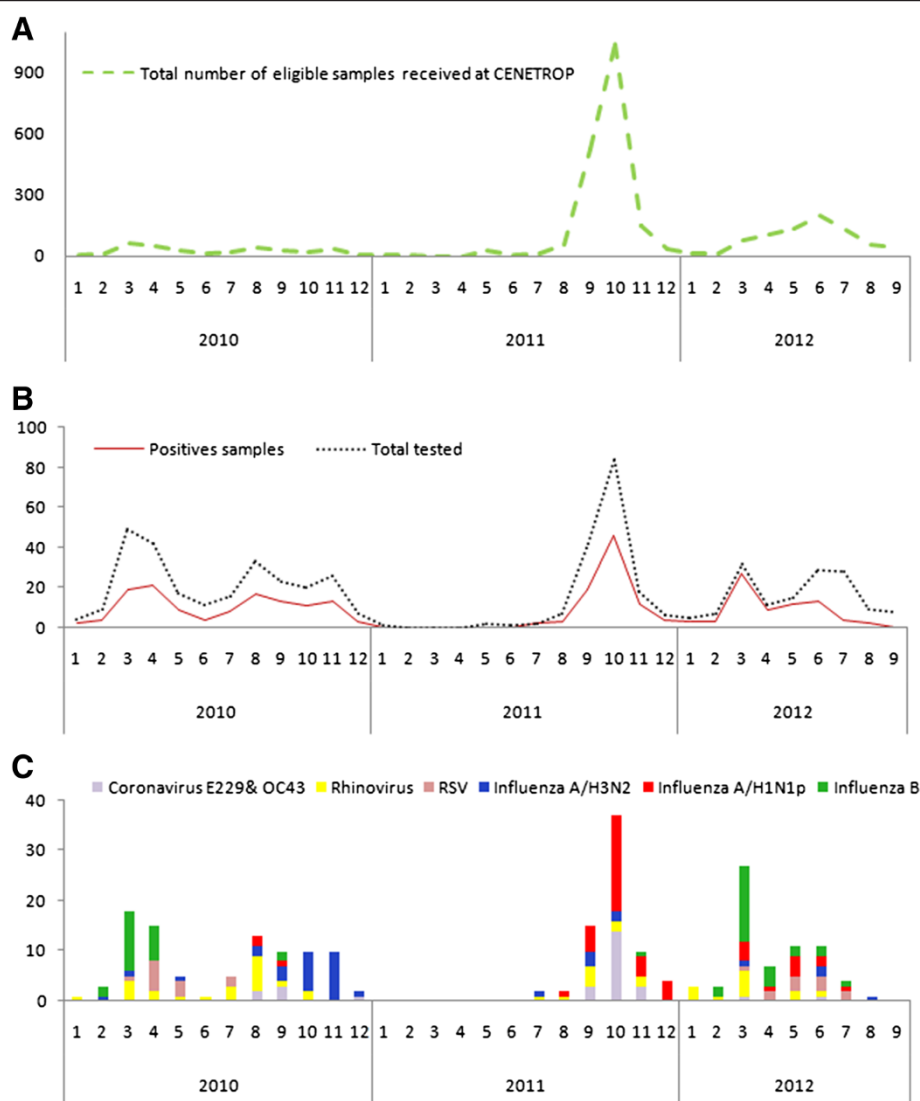 A
900
600
300
0
Total number of eligible samples received at CENETROP
1 2 3 4 5 6 7 8 9 10 11 12 1 2 3 4 5 6 7 8 9 10 11 12 1 2 3 4 5 6 7 8 9
2010 2011 2012
B
100
80
60
40
20
0
Positives samples Total tested
1 2 3 4 5 6 7 8 9 10 11 12 1 2 3 4 5 6 7 8 9 10 11 12 1 2 3 4 5 6 7 8 9
2010 2011 2012
C
Coronavirus E229& OC43 Rhinovirus RSV Influenza A/H3N2 Influenza A/H1N1p Influenza B
40
30
20
10
0
1 2 3 4 5 6 7 8 9 10 11 12 1 2 3 4 5 6 7 8 9 10 11 12 1 2 3 4 5 6 7 8 9
2010 2011 2012